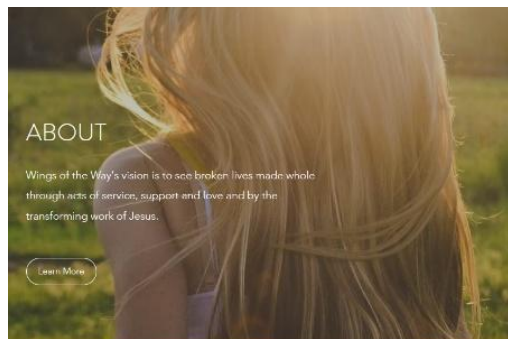 ABOUT
Wings of the Way's vision is to see broken lives made whole
through acts of service, support and love and by the
transforming work of Jesus.
Learn More